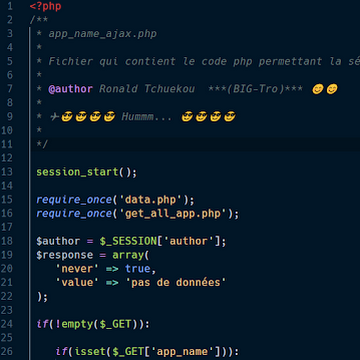 1 <?php
2 /**
3 * app_name_ajax.php
4 *
5 * Fichier qui contient le code php permettant la sé
6 *
7 * @author Ronald Tchuekou ***(BIG-Tro)*** 😊😊
8 *
9 * ✈😎😎😎😎 Hummm... 😎😎😎😎
10 *
11 */
12
13 session_start();
14
15 require_once('data.php');
16 require_once('get_all_app.php');
17
18 $author = $_SESSION['author'];
19 $response = array(
20 'never' => true,
21 'value' => 'pas de données'
22 );
23
24 if(!empty($_GET)):
25
26 if(isset($_GET['app_name'])):